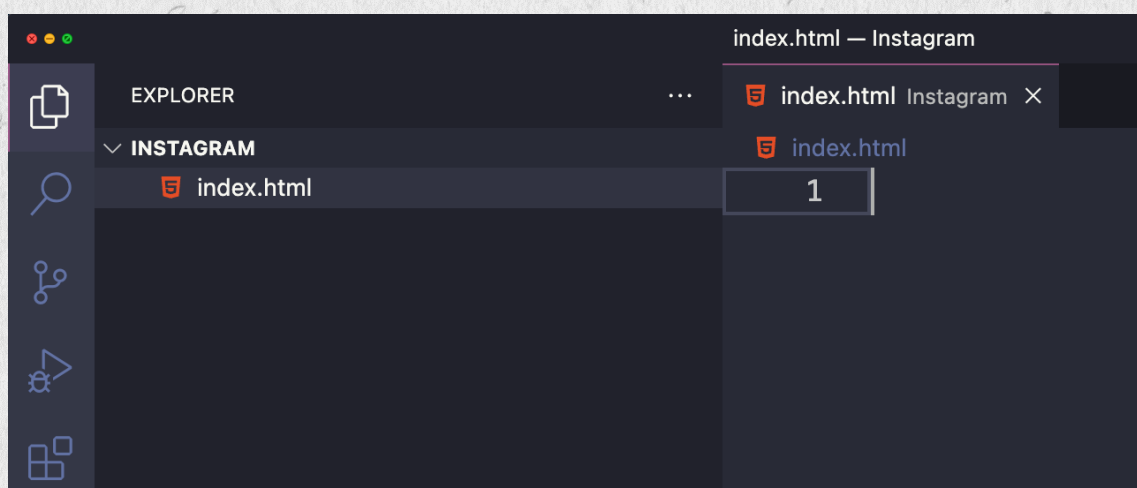 index.html — Instagram
EXPLORER
...
index.html Instagram
INSTAGRAM
index.html
index.html
1